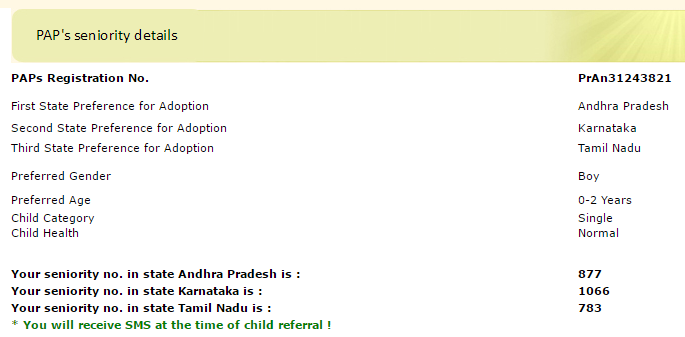 PAP's seniority details
PAPs Registration No. PrAn31243821
First State Preference for Adoption Andhra Pradesh
Second State Preference for Adoption Karnataka
Third State Preference for Adoption Tamil Nadu
Preferred Gender Boy
Preferred Age 0-2 Years
Child Category Single
Child Health Normal
Your seniority no. in state Andhra Pradesh is : 877
Your seniority no. in state Karnataka is : 1066
Your seniority no. in state Tamil Nadu is : 783
* You will receive SMS at the time of child referral !